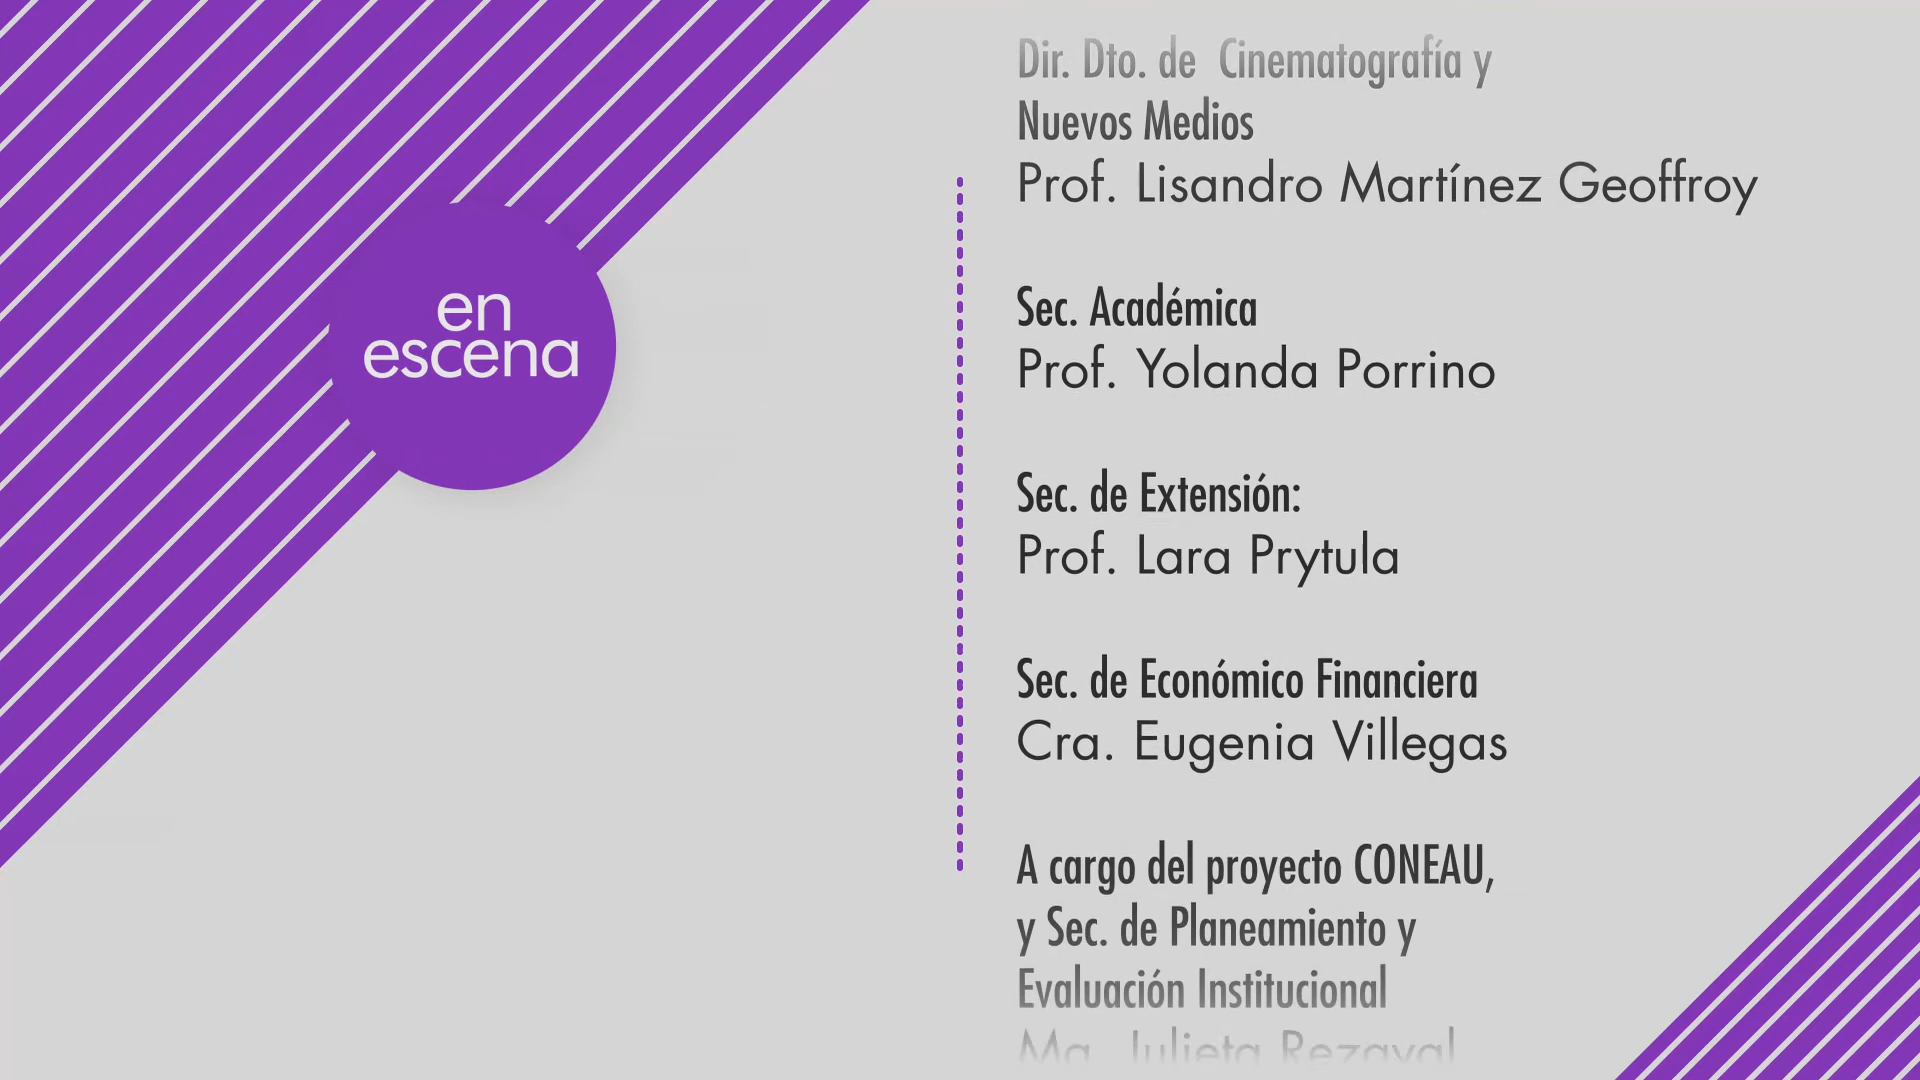 en
escena
Dir. Dto. de Cinematografía y
Nuevos Medios
Prof. Lisandro Martínez Geoffroy
Sec. Académica
Prof. Yolanda Porrino
Sec. de Extensión:
Prof. Lara Prytula
Sec. de Económico Financiera
Cra. Eugenia Villegas
A cargo del proyecto CONEAU,
y Sec. de Planeamiento y
Evaluación Institucional
Julieta